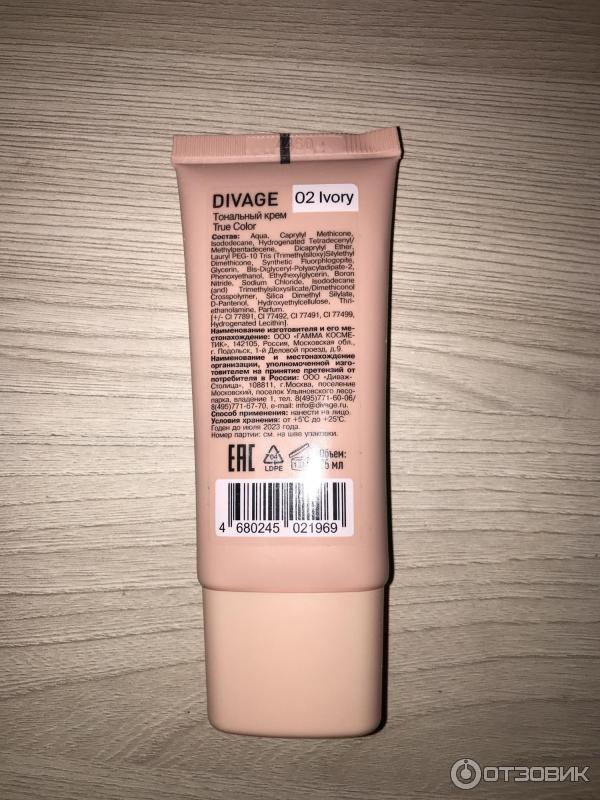 DIVAGE
02 Ivory
Тональный крем
True Color
Состав: Aqua, Caprylyl Methicone,
Isododecane, Hydrogenated Tetradecenyl/
Methylpentadecene, Dicaprylyl Ether,
Lauryl PEG-10 Tris (Trimethylsiloxy)Silylethyl
Dimethicone, Synthetic Fluorphlogopite,
Glycerin, Bis-Diglyceryl-Polyacyladipate-2,
Phenoxyethanol, Ethylhexylglycerin, Boron
Nitride, Sodium Chloride, Isododecane
(and) Trimethylsiloxysilicate/Dimethiconol
Crosspolymer, Silica Dimethyl Silylate,
D-Pantenol, Hydroxyethylcellulose, Thri-
ethanolamine, Parfum.
[+/- CI 77891, CI 77492, CI 77491, CI 77499,
Hydrogenated Lecithin].
Наименование изготовителя и его ме-
стонахождение: ООО «ГАММА КОСМЕ-
ТИК», 142105, Россия, Московская обл.,
г. Подольск, 1-й Деловой проезд, д.9.
Наименование и местонахождение
организации, уполномоченной изго-
товителем на принятие претензий от
потребителя в России: ООО «Диваж-
Столица», 108811, г.Москва, поселение
Московский, поселок Ульяновского лесо-
парка, владение 1, тел. 8(495)771-60-06/
8(495)771-67-70, e-mail: info@divage.ru.
Способ применения: нанести на лицо.
Условия хранения: от +5°С до +25°С.
Годен до июля 2023 года.
Номер партии: см. на шве упаковки.
EAC
04
LDPE
Объем:
мл
4 680245 021969
ОТЗОВИК